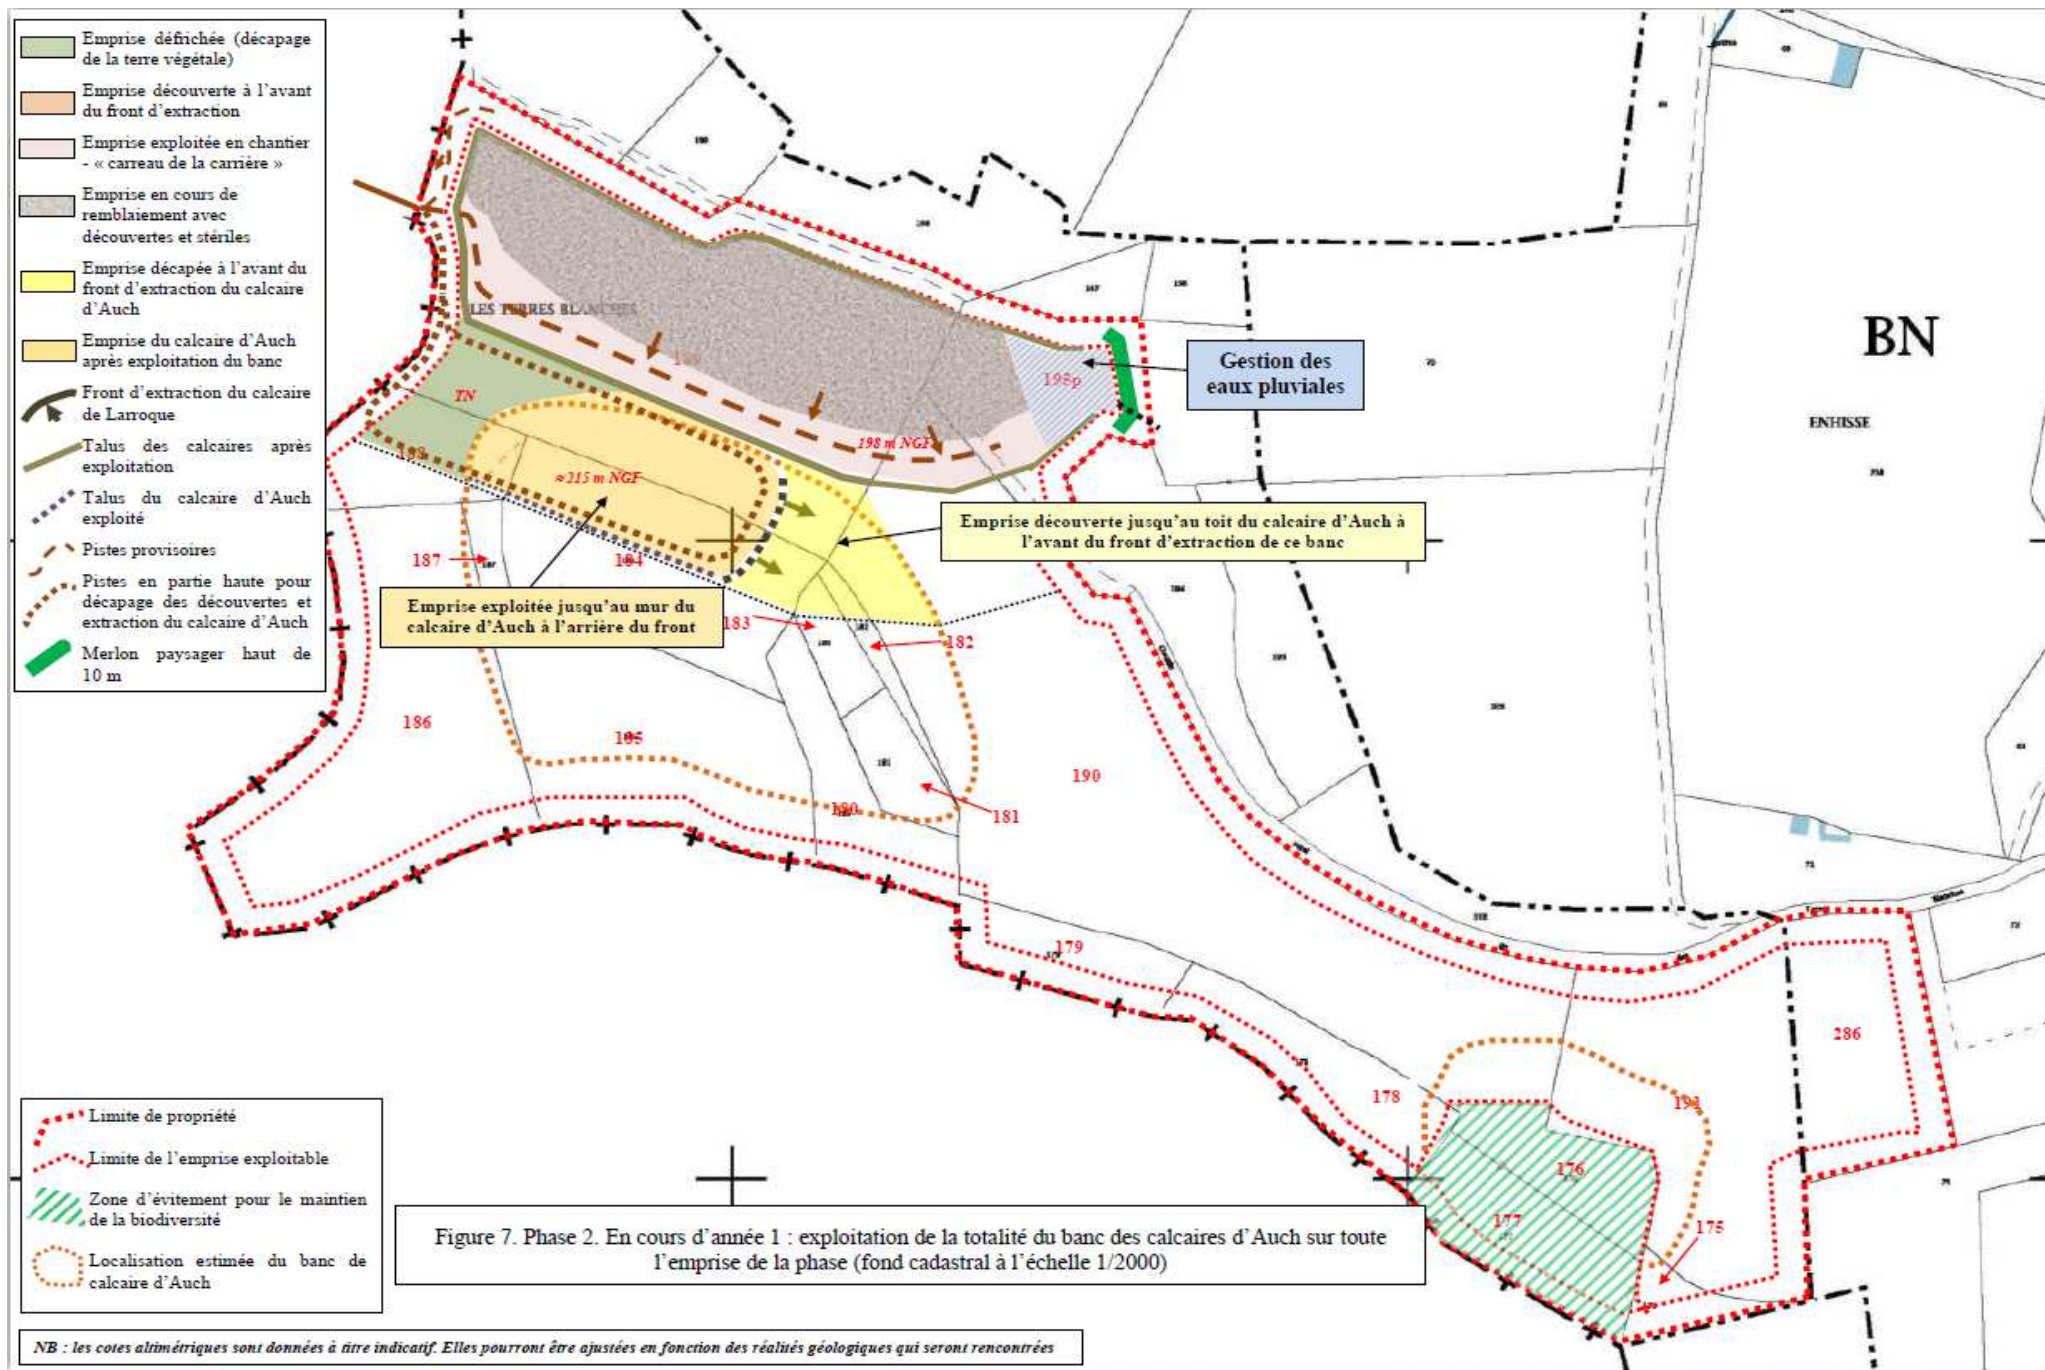 Emprise défrichée (décapage
de la terre végétale)
Emprise découverte à l'avant
du front d'extraction
Emprise exploitée en chantier
- « carreau de la carrière »
Emprise en cours de
remblaiement avec
découvertes et stériles
Emprise décapée à l'avant du
front d'extraction du calcaire
d'Auch
Emprise du calcaire d'Auch
après exploitation du banc
Front d'extraction du calcaire
de Larroque
Talus des calcaires après
exploitation
Talus du calcaire d'Auch
exploité
Pistes provisoires
Pistes en partie haute pour
décapage des découvertes et
extraction du calcaire d'Auch
Merlon paysager haut de
10 m
LES TERRES BLANCHES
TN
198p
198 m NGF
≈215 m NGF
Gestion des
eaux pluviales
BN
ENHISSE
70
Emprise découverte jusqu'au toit du calcaire d'Auch à
l'avant du front d'extraction de ce banc
Emprise exploitée jusqu'au mur du
calcaire d'Auch à l'arrière du front
187
184
183
182
186
185
190
180
181
179
178
286
191
176
177
175
71
Limite de propriété
Limite de l'emprise exploitable
Zone d'évitement pour le maintien
de la biodiversité
Localisation estimée du banc de
calcaire d'Auch
Figure 7. Phase 2. En cours d'année 1 : exploitation de la totalité du banc des calcaires d'Auch sur toute
l'emprise de la phase (fond cadastral à l'échelle 1/2000)
NB : les cotes altimétriques sont données à titre indicatif. Elles pourront être ajustées en fonction des réalités géologiques qui seront rencontrées